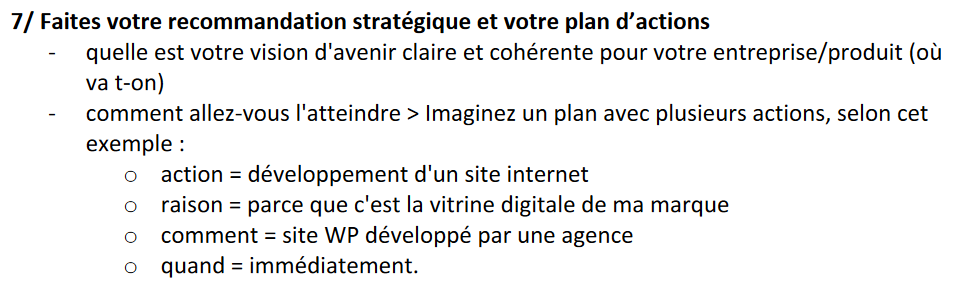 7/ Faites votre recommandation stratégique et votre plan d’actions
- quelle est votre vision d'avenir claire et cohérente pour votre entreprise/produit (où
va t-on)
- comment allez-vous l'atteindre > Imaginez un plan avec plusieurs actions, selon cet
exemple :
o action = développement d'un site internet
o raison = parce que c'est la vitrine digitale de ma marque
o comment = site WP développé par une agence
o quand = immédiatement.